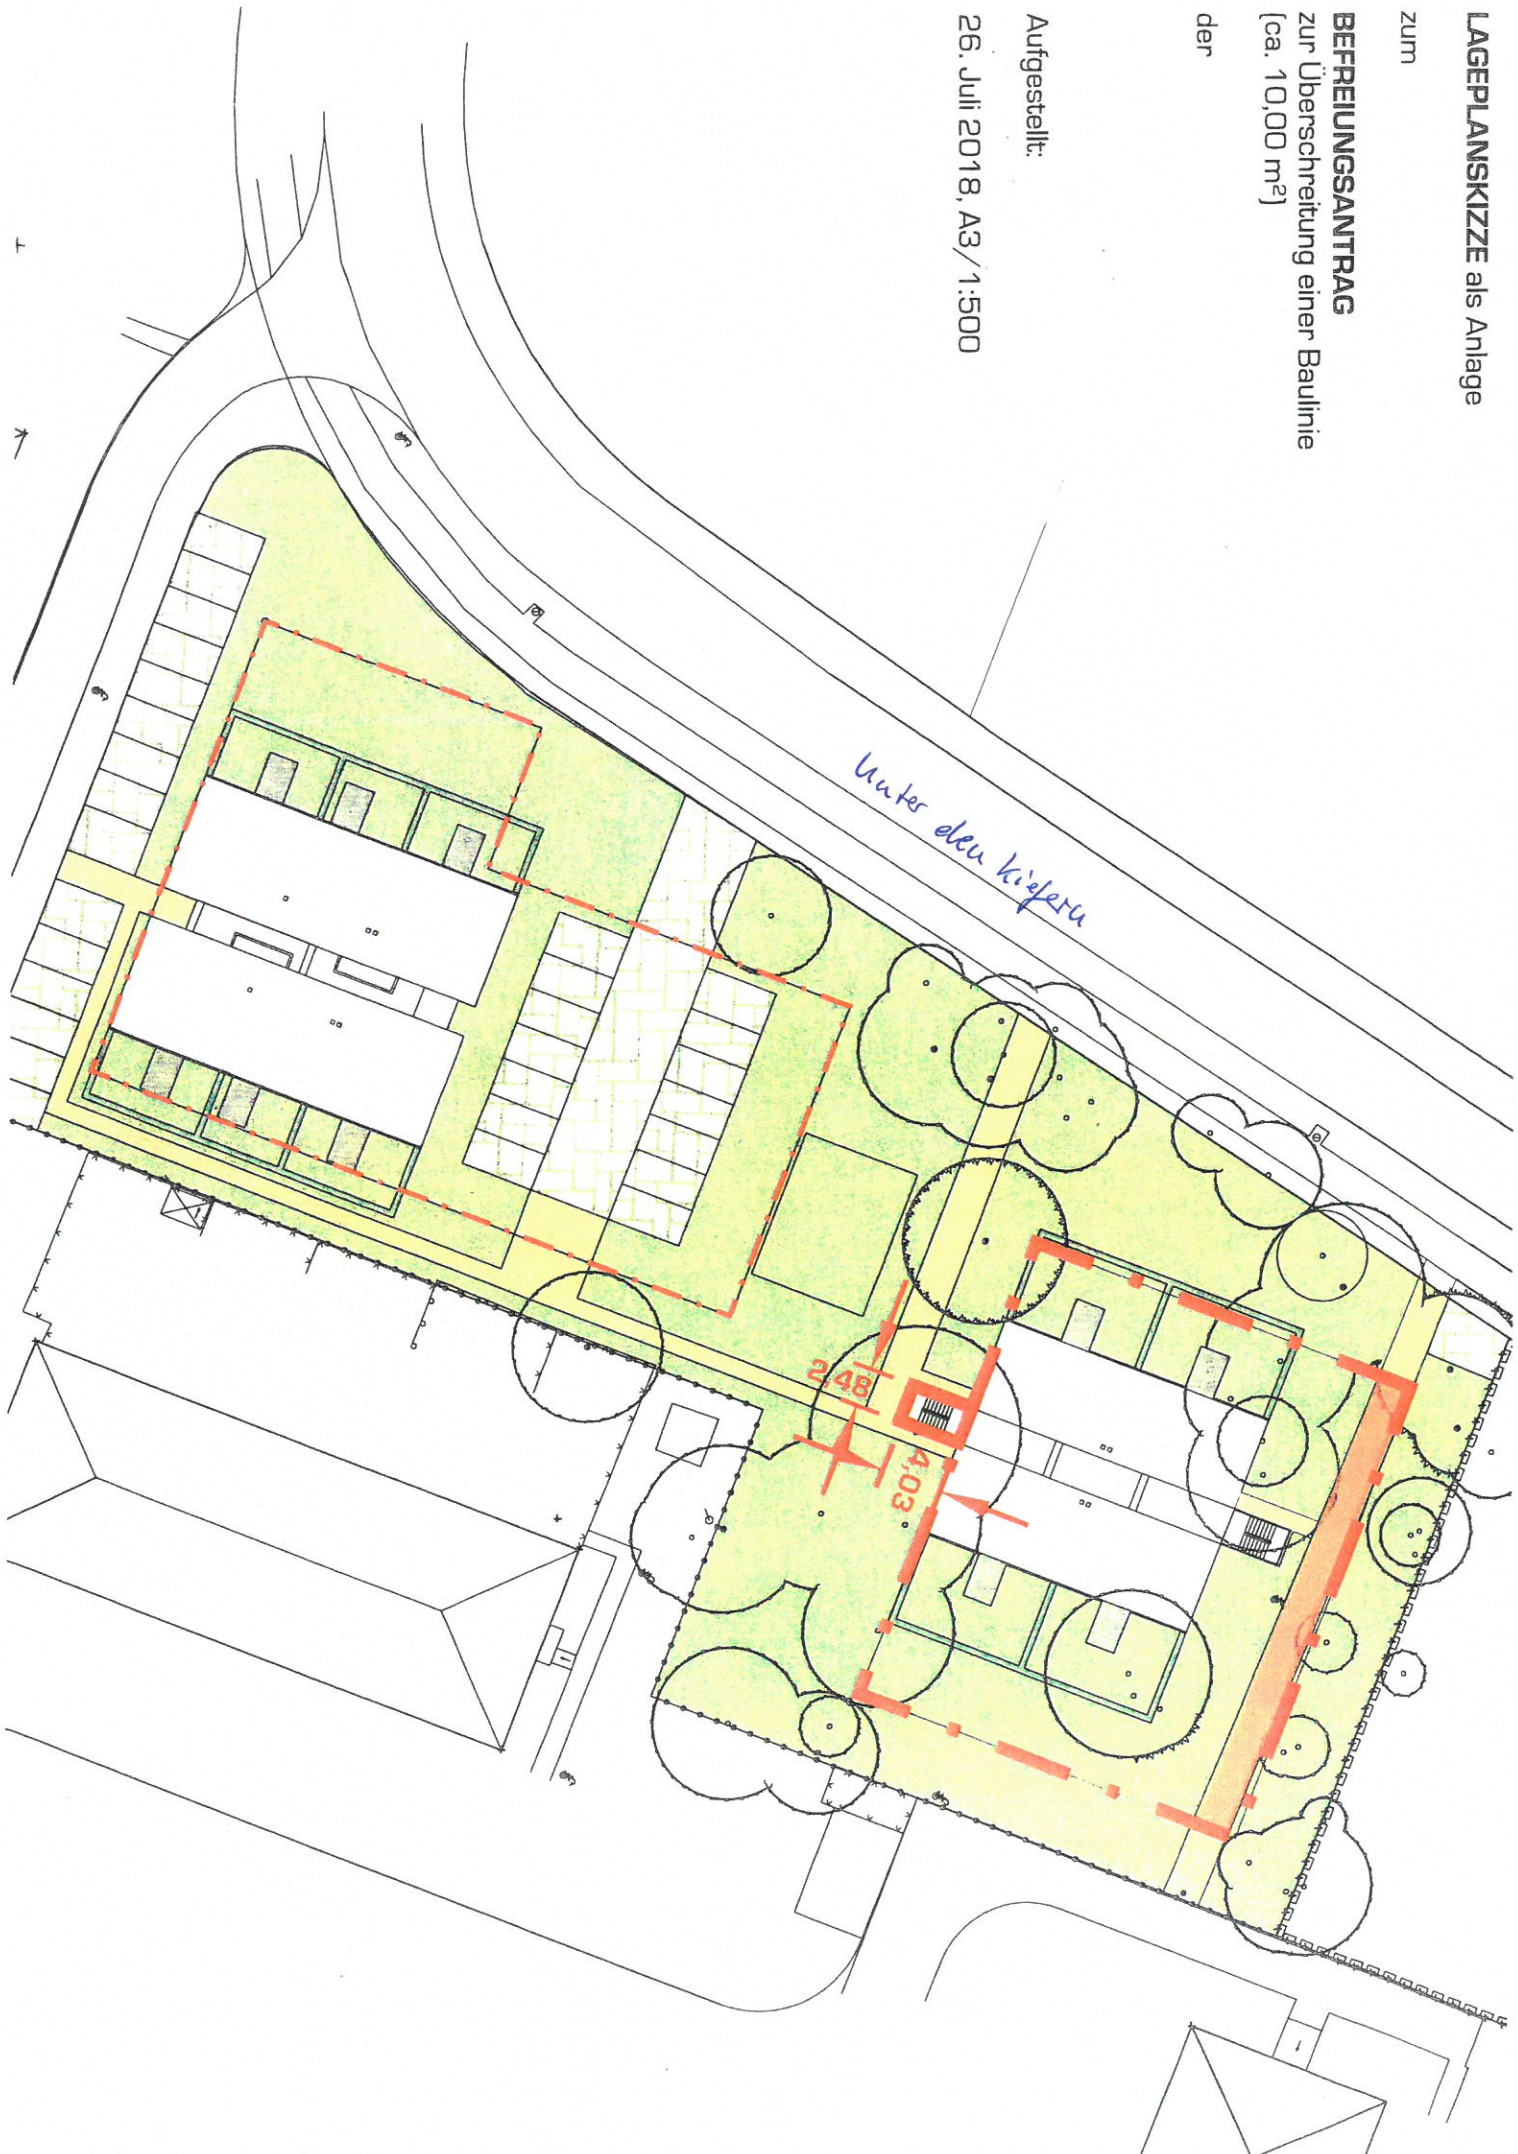 LAGEPLANSKIZZE als Anlage
zum
BEFREIUNGSANTRAG
zur Überschreitung einer Baulinie
(ca. 10,00 m²)
der
Aufgestellt:
26. Juli 2018, A3/1:500
Unter den Kiefern
2,48
4,03